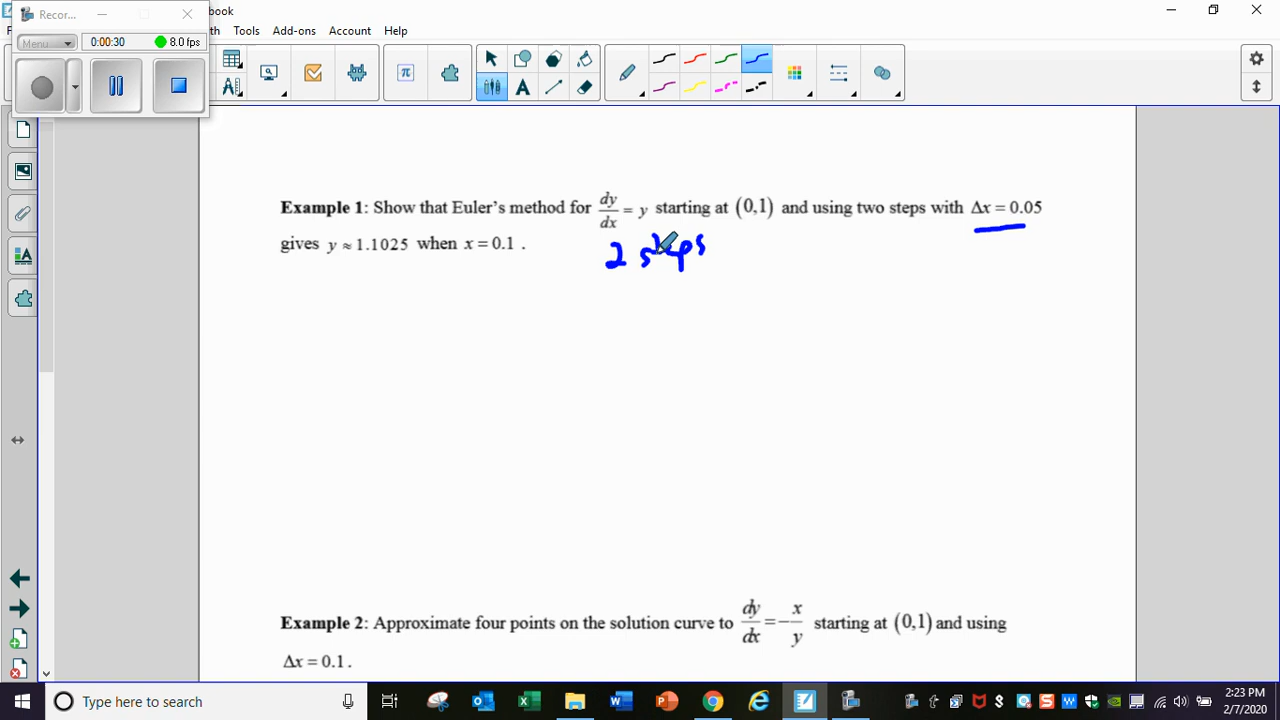 Recor...
book
Menu
0:00:30
8.0 fps
Tools Add-ons Account Help
Example 1: Show that Euler's method for dy/dx = y starting at (0,1) and using two steps with Δx = 0.05
gives y ≈ 1.1025 when x = 0.1 .
2 steps
Example 2: Approximate four points on the solution curve to dy/dx = -x/y starting at (0,1) and using
Δx = 0.1 .
Type here to search
2:23 PM
2/7/2020